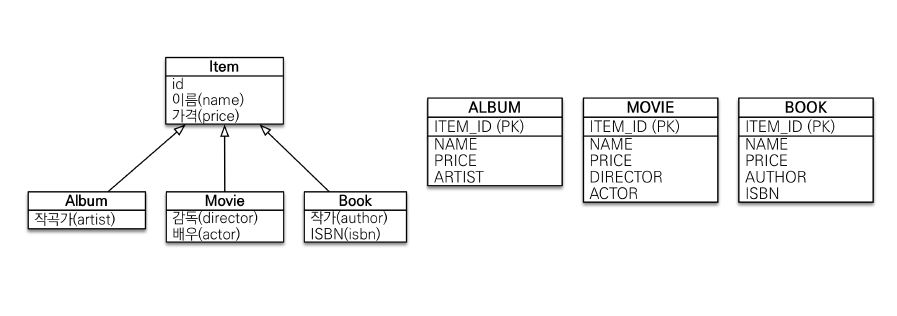 Item
id
이름(name)
가격(price)
Album
작곡가(artist)
Movie
감독(director)
배우(actor)
Book
작가(author)
ISBN(isbn)
ALBUM
ITEM_ID (PK)
NAME
PRICE
ARTIST
MOVIE
ITEM_ID (PK)
NAME
PRICE
DIRECTOR
ACTOR
BOOK
ITEM_ID (PK)
NAME
PRICE
AUTHOR
ISBN